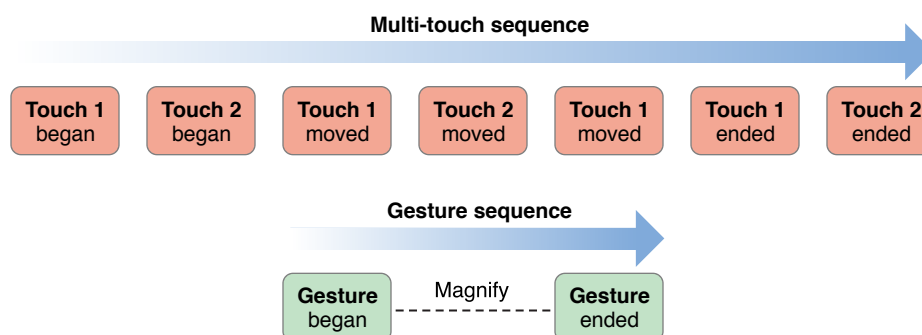 Multi-touch sequence
Touch 1 Touch 2 Touch 1 Touch 2 Touch 1 Touch 1 Touch 2
began began moved moved moved ended ended
Gesture sequence
Gesture Magnify Gesture
began ended